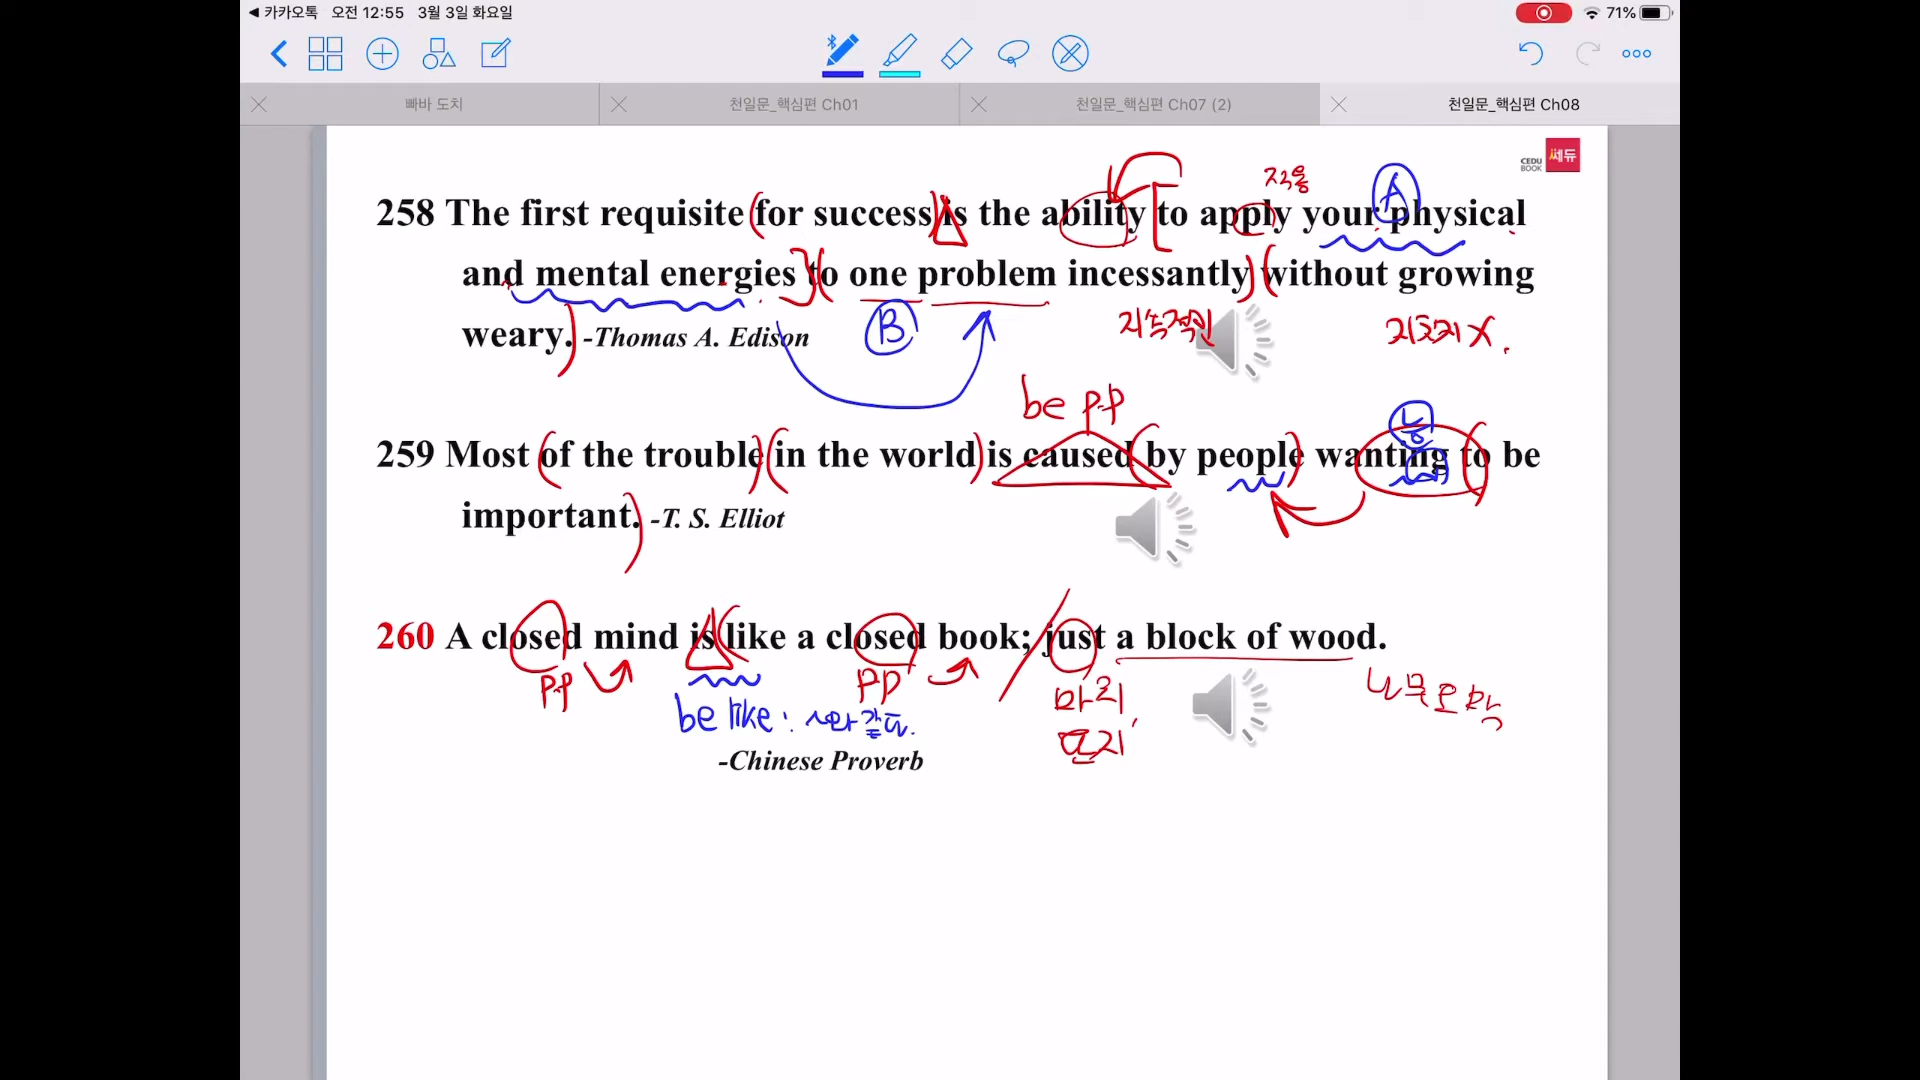 카카오톡 오전 12:55 3월 3일 화요일 71%
빠바 도치 천일문_핵심편 Ch01 천일문_핵심편 Ch07 (2) 천일문_핵심편 Ch08
CEDU BOOK 쎄듀
적용 A
258 The first requisite for success is the ability to apply your physical
and mental energies to one problem incessantly without growing
weary. -Thomas A. Edison
B 지속적인 지치지 X.
be p.p
능
259 Most of the trouble in the world is caused by people wanting to be
important. -T. S. Elliot
260 A closed mind is like a closed book; just a block of wood.
p.p pp 마리 나무토막
be like : ~와 같다.
단지
-Chinese Proverb